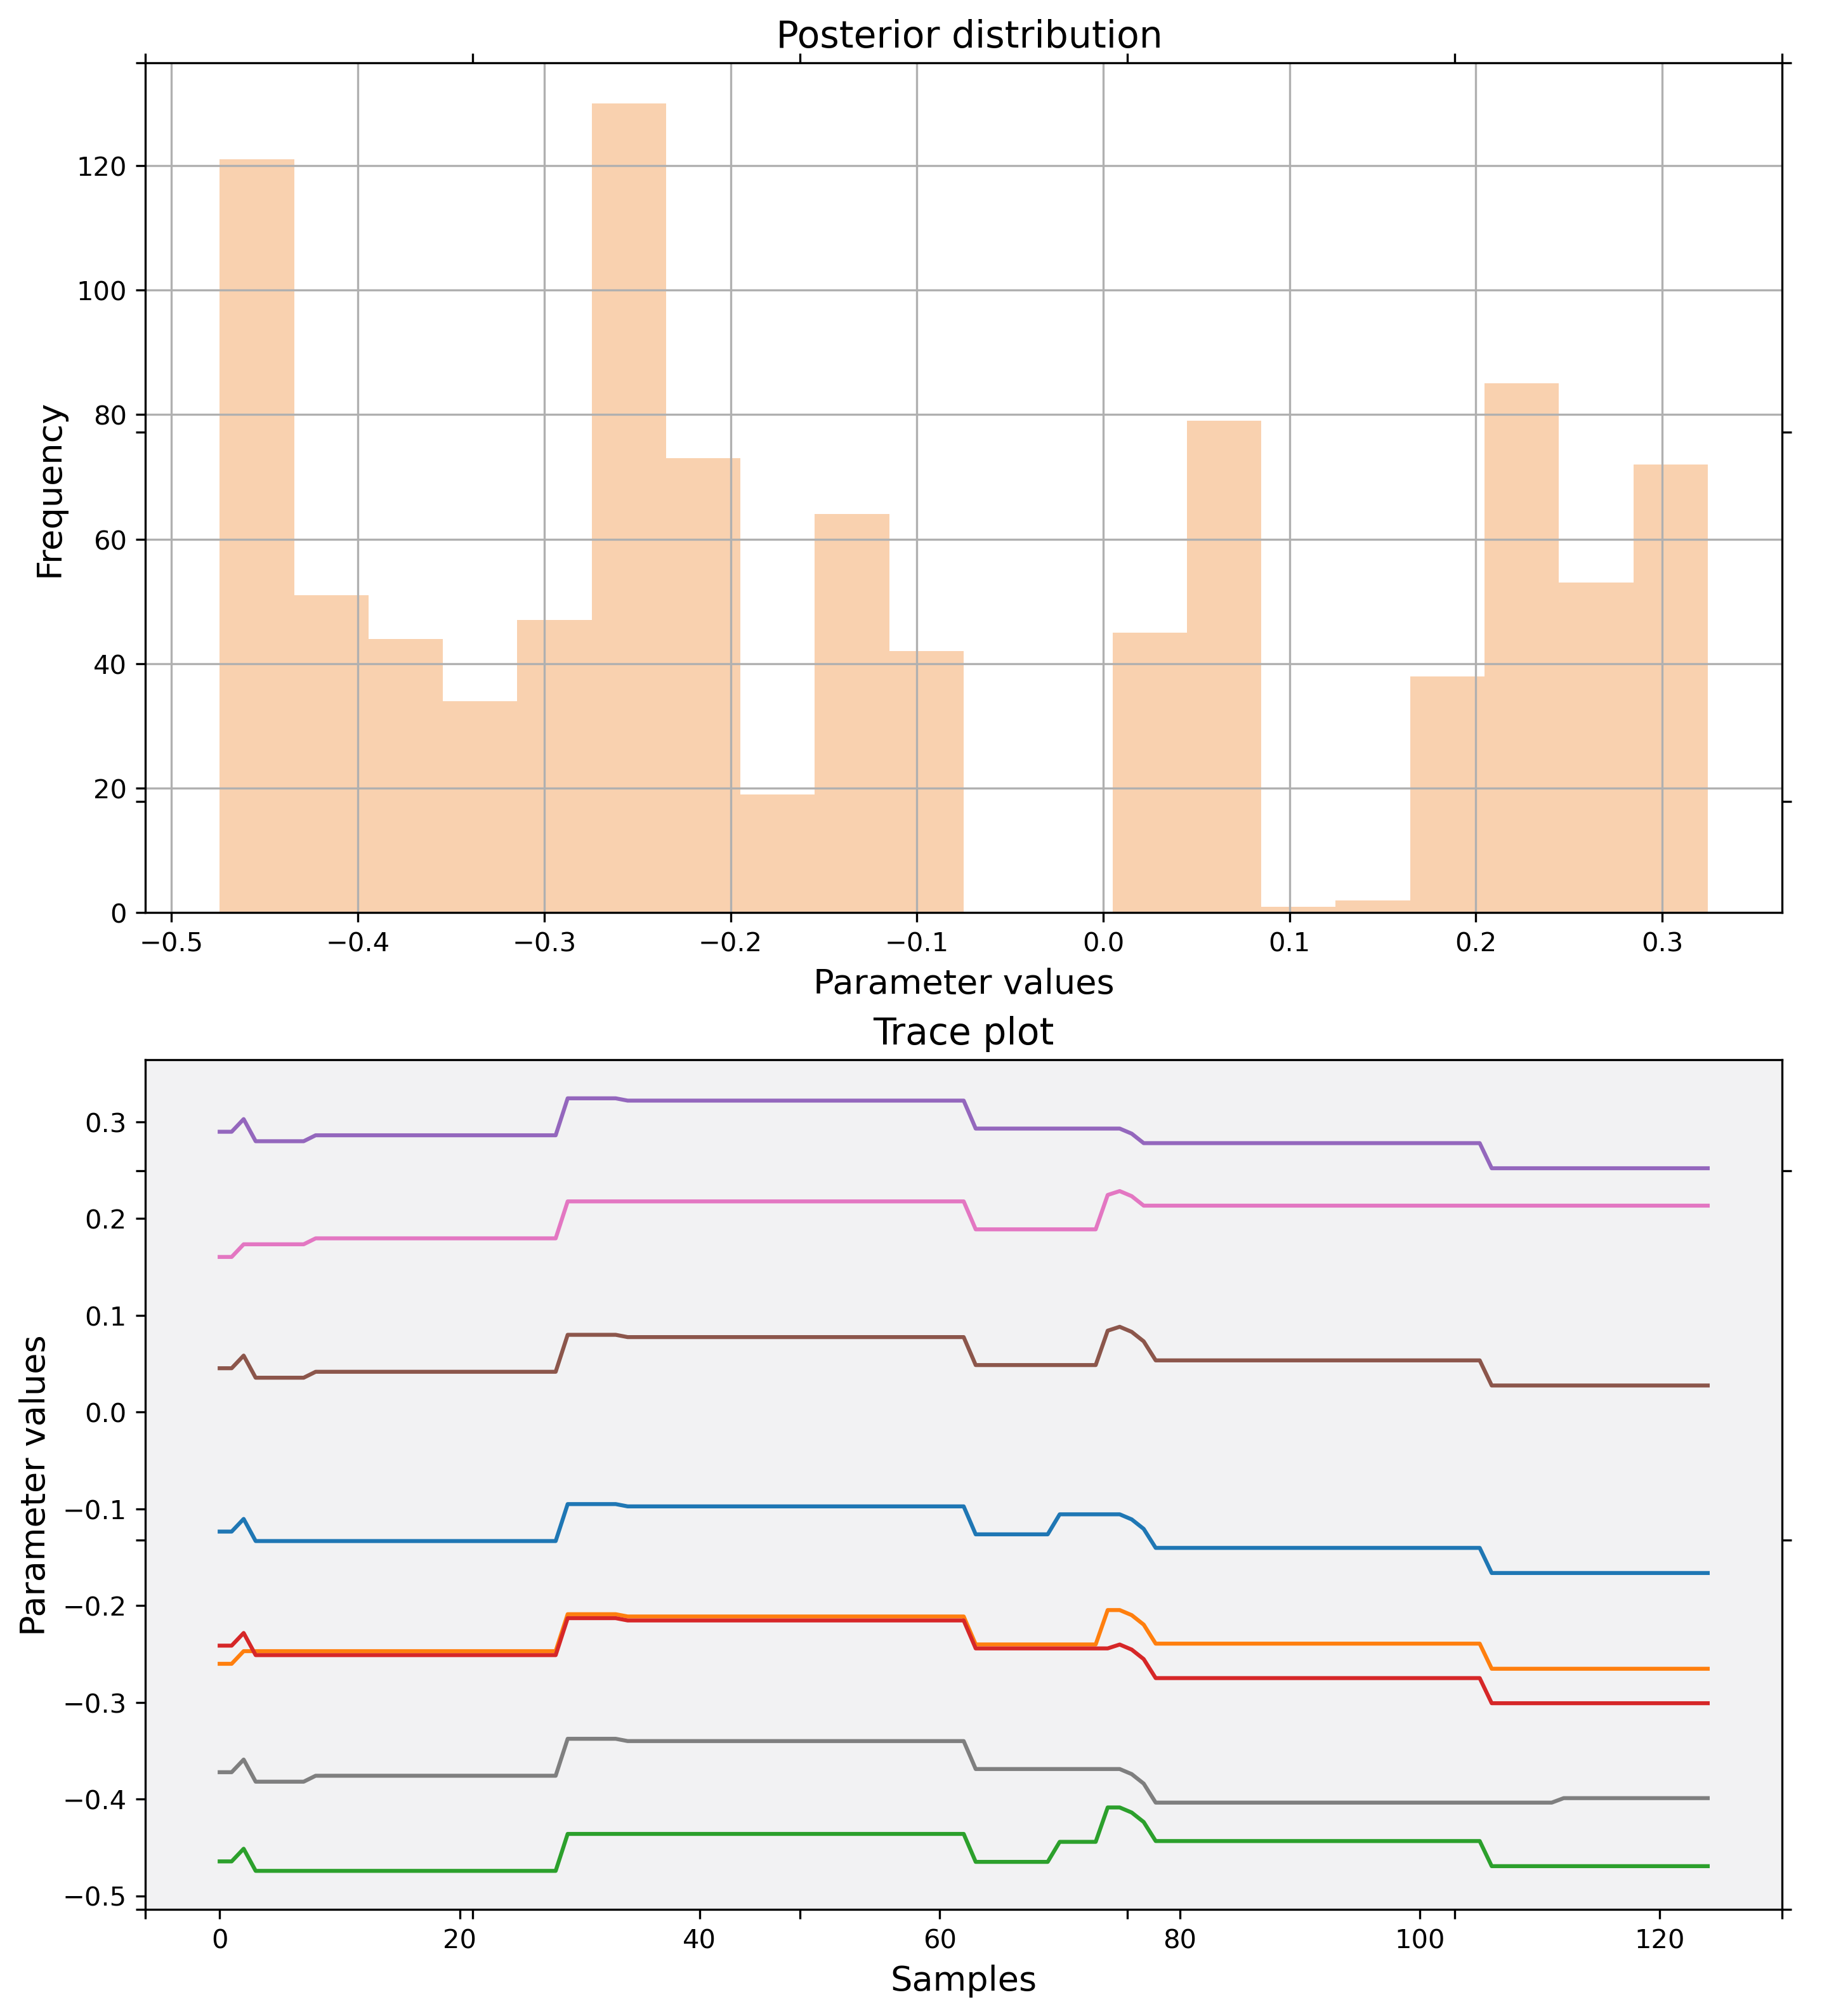 Posterior distribution
120
100
80
60
40
20
0
Frequency
−0.5 −0.4 −0.3 −0.2 −0.1 0.0 0.1 0.2 0.3
Parameter values
Trace plot
0.3
0.2
0.1
0.0
−0.1
−0.2
−0.3
−0.4
−0.5
Parameter values
0 20 40 60 80 100 120
Samples